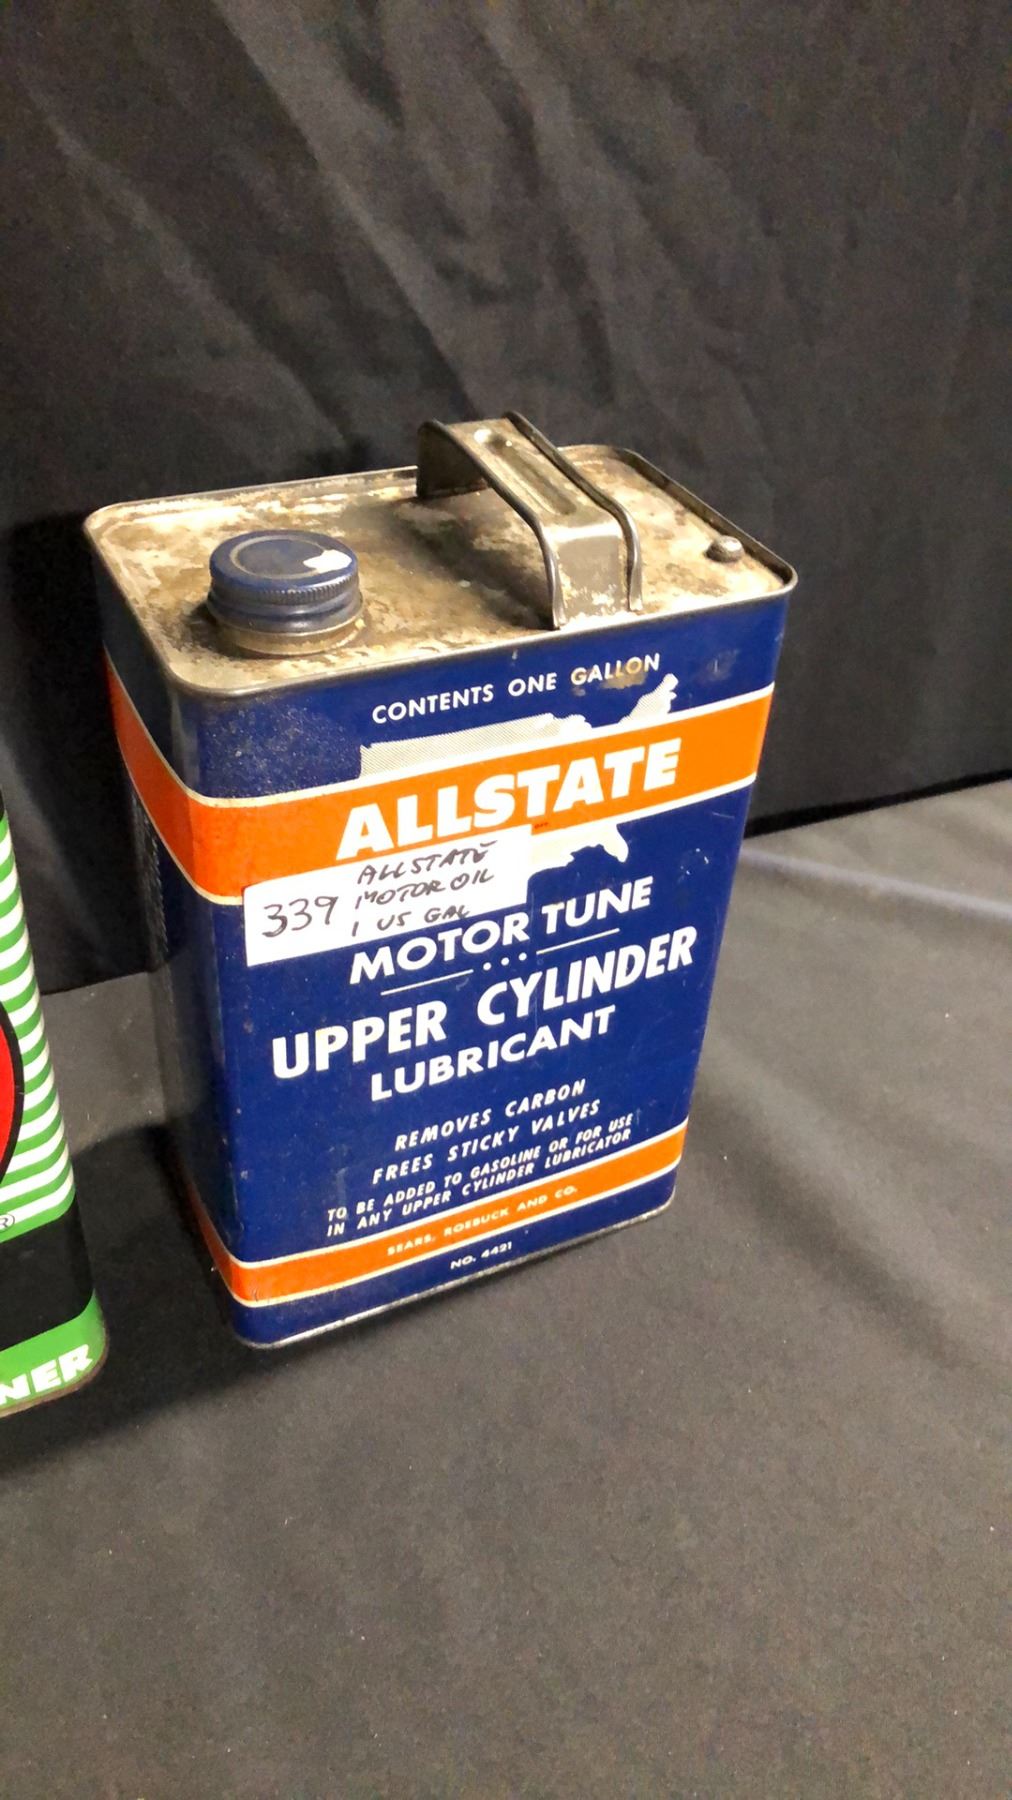 CONTENTS ONE GALLON
ALLSTATE
339
ALLSTATE
MOTOR OIL
1 US GAL
MOTOR TUNE
UPPER CYLINDER
LUBRICANT
REMOVES CARBON
FREES STICKY VALVES
TO BE ADDED TO GASOLINE OR FOR USE
IN ANY UPPER CYLINDER LUBRICATOR
SEARS, ROEBUCK AND CO.
NO. 4421
®
NER